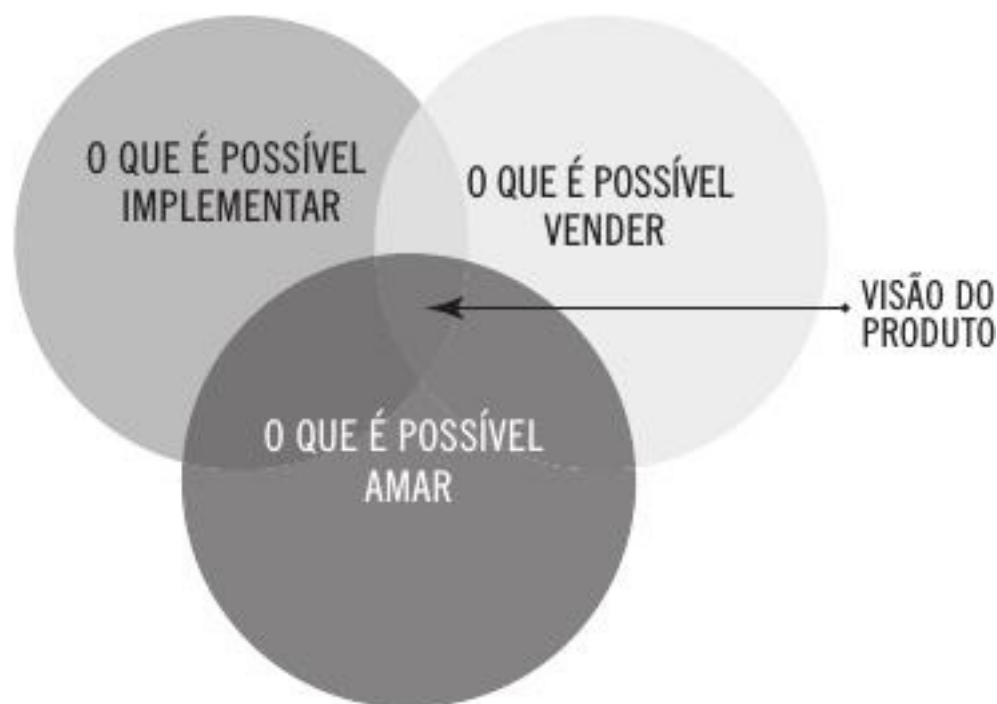 O QUE É POSSÍVEL
IMPLEMENTAR
O QUE É POSSÍVEL
VENDER
VISÃO DO
PRODUTO
O QUE É POSSÍVEL
AMAR